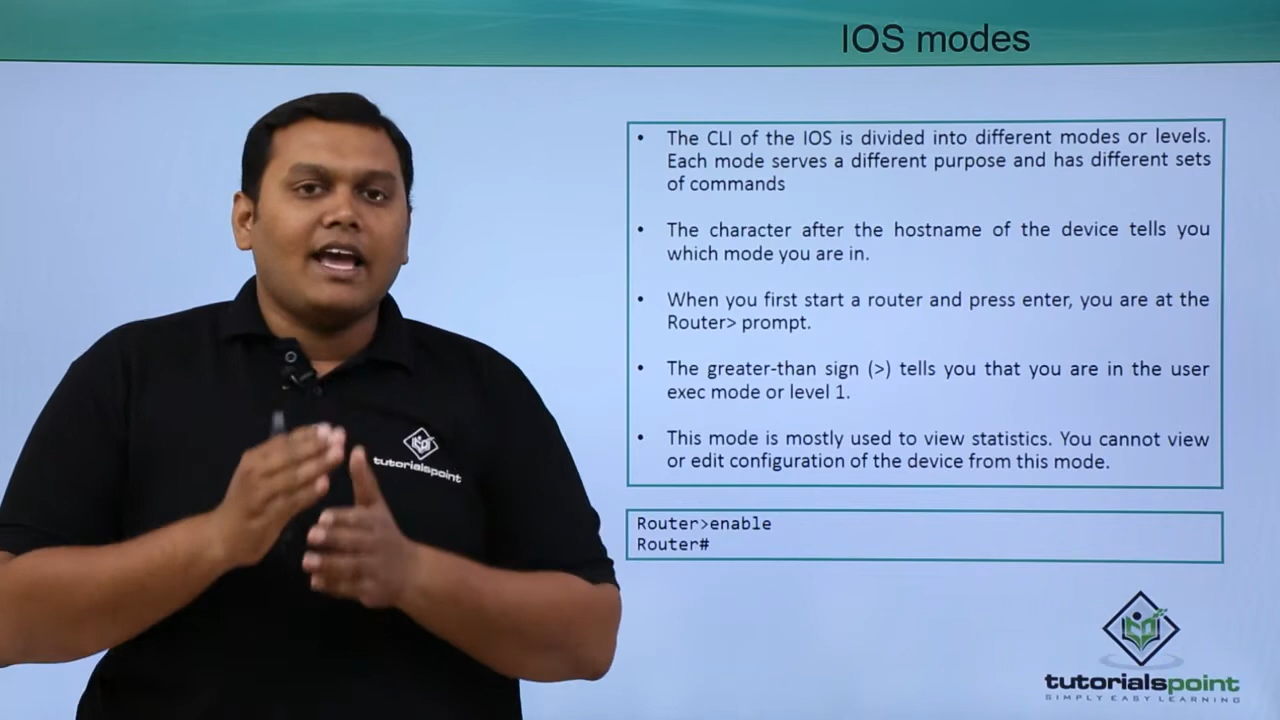 IOS modes
• The CLI of the IOS is divided into different modes or levels.
Each mode serves a different purpose and has different sets
of commands
• The character after the hostname of the device tells you
which mode you are in.
• When you first start a router and press enter, you are at the
Router> prompt.
• The greater-than sign (>) tells you that you are in the user
exec mode or level 1.
• This mode is mostly used to view statistics. You cannot view
or edit configuration of the device from this mode.
Router>enable
Router#
tutorialspoint
tutorialspoint
SIMPLY EASY LEARNING